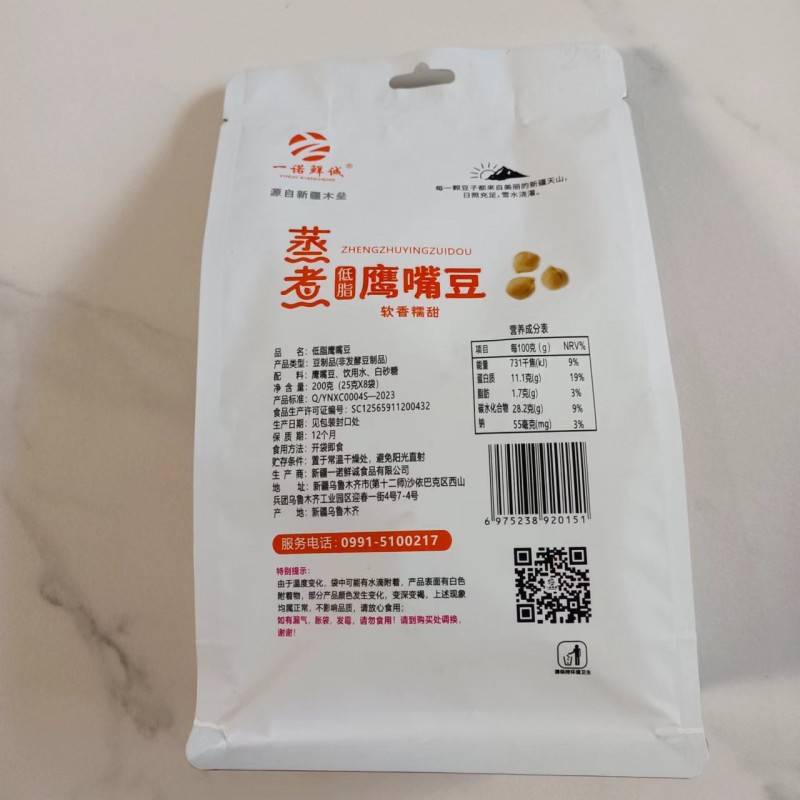 一诺鲜诚®
源自新疆木垒
每一颗豆子都来自美丽的新疆天山，
日照充足，雪水浇灌。
蒸煮
ZHENGZHUYINGZUIDOU
低脂
鹰嘴豆
软香糯甜
品 名：低脂鹰嘴豆
产品类型：豆制品(非发酵豆制品)
配 料：鹰嘴豆、饮用水、白砂糖
净 含 量：200克（25克X8袋）
产品标准：Q/YNXC0004S—2023
食品生产许可证编号：SC12565911200432
生产日期：见包装封口处
保 质 期：12个月
食用方法：开袋即食
贮存条件：置于常温干燥处，避免阳光直射
生 产 商：新疆一诺鲜诚食品有限公司
地 址：新疆乌鲁木齐市(第十二师)沙依巴克区西山
兵团乌鲁木齐工业园区迎春一街4号7-4号
产 地：新疆乌鲁木齐
服务电话：0991-5100217
特别提示：
由于温度变化，袋中可能有水滴附着，产品表面有白色
附着物，部分产品颜色发生变化，变深变褐，上述现象
均属正常，不影响品质，请放心食用；
如有漏气，胀袋，发霉，请勿食用！请到购买处调换，
谢谢！
营养成分表
项目 每100克（g） NRV%
能量 731千焦(kJ) 9%
蛋白质 11.1克(g) 19%
脂肪 1.7克(g) 3%
碳水化合物 28.2克(g) 9%
钠 55毫克(mg) 3%
6 975238 920151
请保持环境卫生